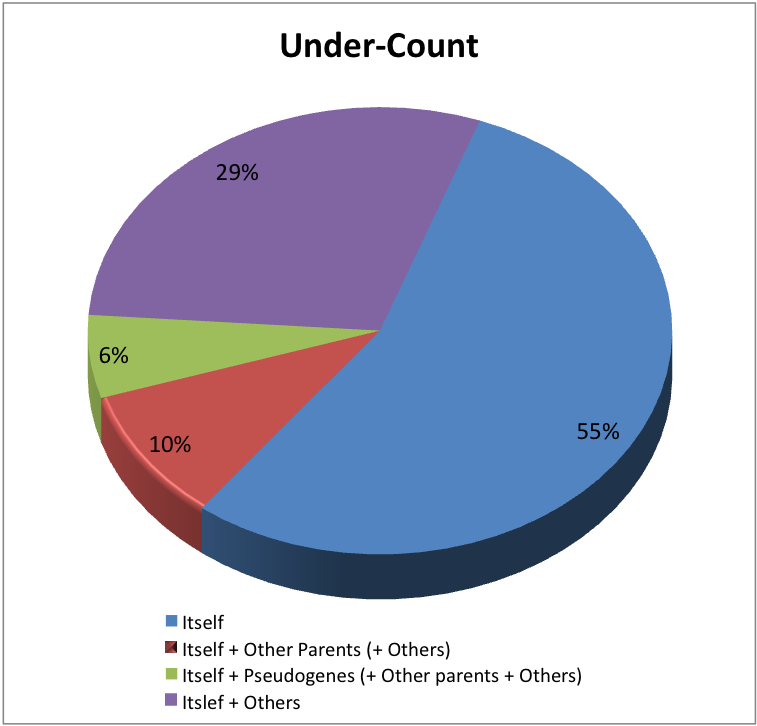 Under-Count
29%
6%
10%
55%
Itself
Itself + Other Parents (+ Others)
Itself + Pseudogenes (+ Other parents + Others)
Itslef + Others